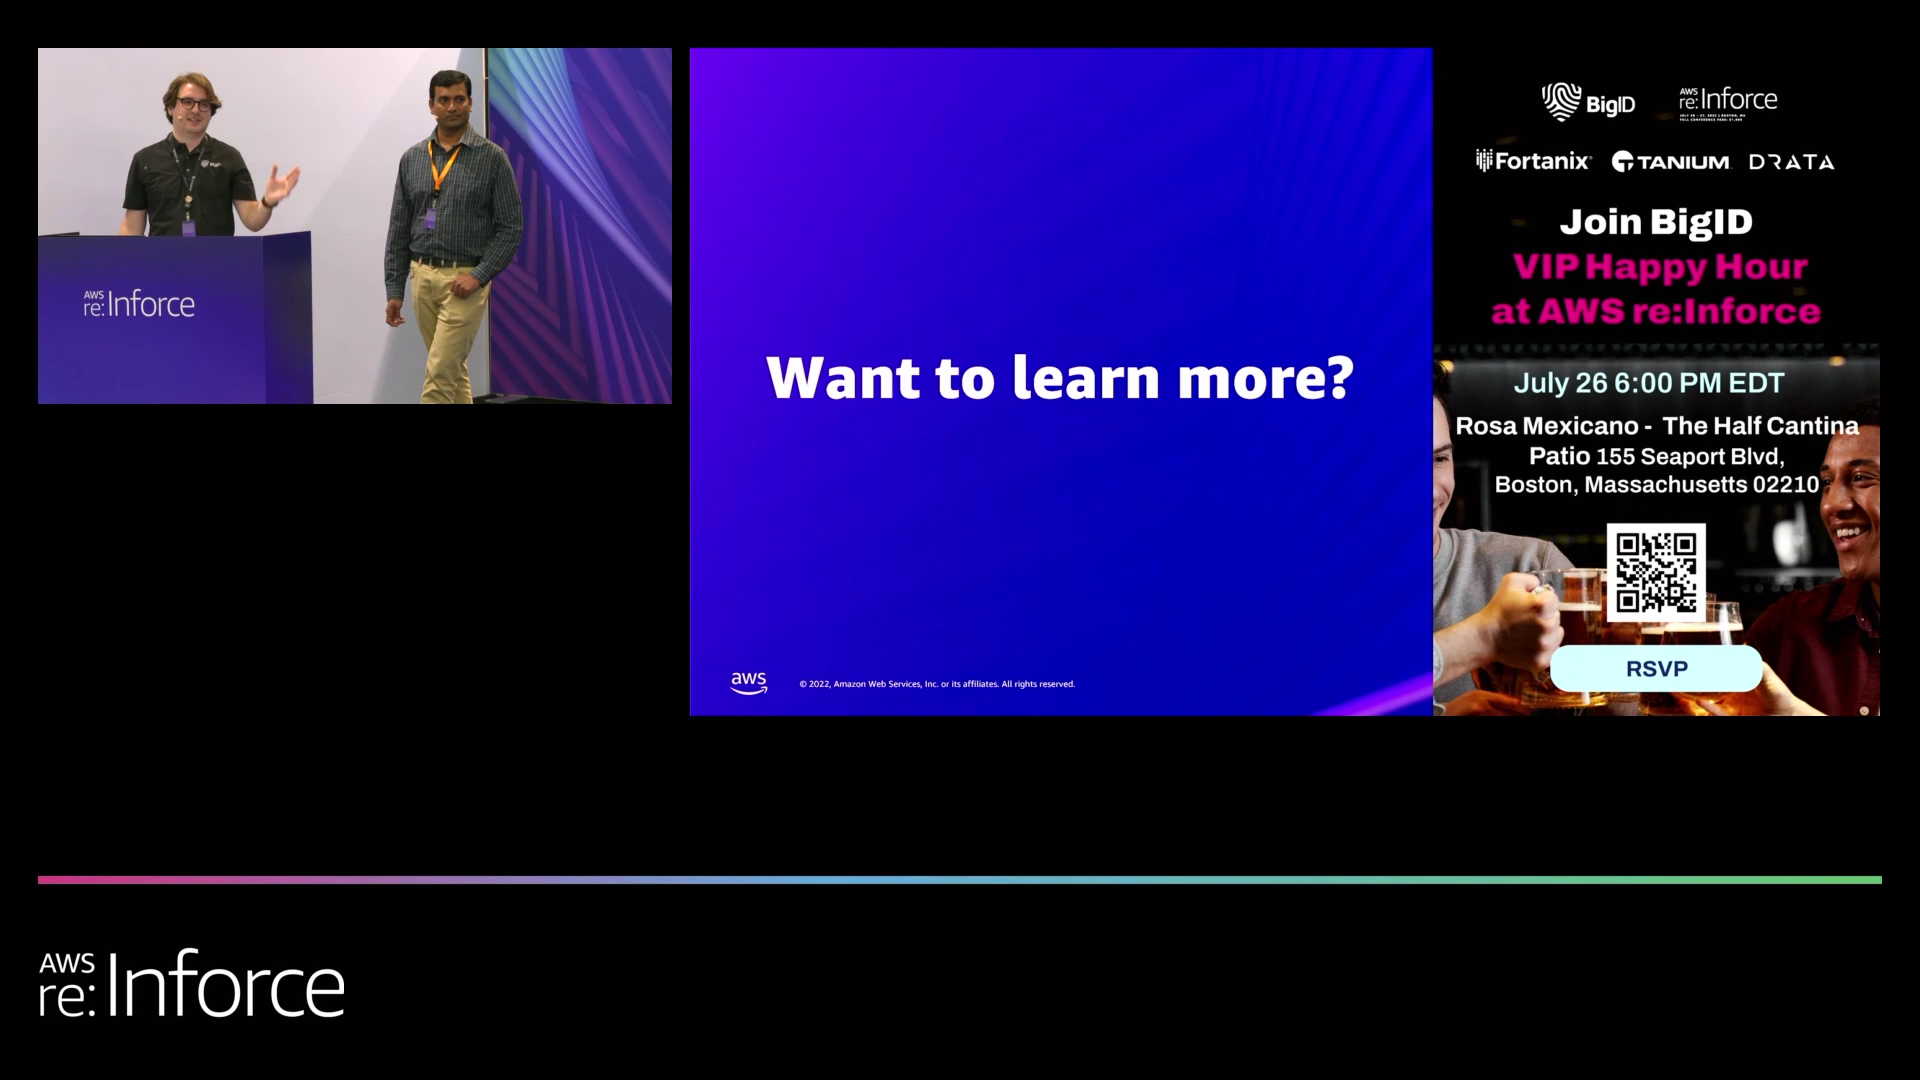 AWS
re:Inforce
BigID
Want to learn more?
aws
© 2022, Amazon Web Services, Inc. or its affiliates. All rights reserved.
BigID
AWS
re:Inforce
Fortanix
TANIUM
DRATA
Join BigID
VIP Happy Hour
at AWS re:Inforce
July 26 6:00 PM EDT
Rosa Mexicano - The Half Cantina
Patio 155 Seaport Blvd,
Boston, Massachusetts 02210
RSVP
AWS
re:Inforce